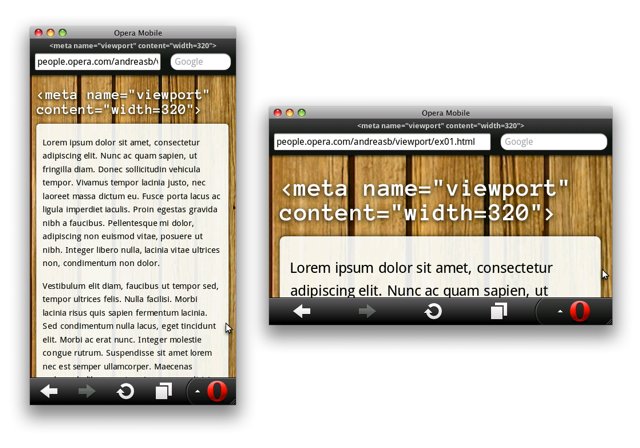 Opera Mobile
<meta name="viewport" content="width=320">
people.opera.com/andreasb/v
Google
<meta name="viewport"
content="width=320">
Lorem ipsum dolor sit amet, consectetur
adipiscing elit. Nunc ac quam sapien, ut
fringilla diam. Donec sollicitudin vehicula
tempor. Vivamus tempor lacinia justo, nec
laoreet massa dictum eu. Fusce porta lacus ac
ligula imperdiet iaculis. Proin egestas gravida
nibh a faucibus. Pellentesque mi dolor,
adipiscing non euismod vitae, posuere ut
nibh. Integer libero nulla, lacinia vitae ultrices
non, condimentum non dolor.
Vestibulum elit diam, faucibus ut tempor sed,
tempor ultrices felis. Nulla facilisi. Morbi
lacinia risus quis sapien fermentum lacinia.
Sed condimentum nulla lacus, eget tincidunt
elit. Morbi ac erat nunc. Integer molestie
congue rutrum. Suspendisse sit amet lorem
nec est semper ullamcorper. Maecenas
Opera Mobile
<meta name="viewport" content="width=320">
people.opera.com/andreasb/viewport/ex01.html
Google
<meta name="viewport"
content="width=320">
Lorem ipsum dolor sit amet, consectetur
adipiscing elit. Nunc ac quam sapien, ut